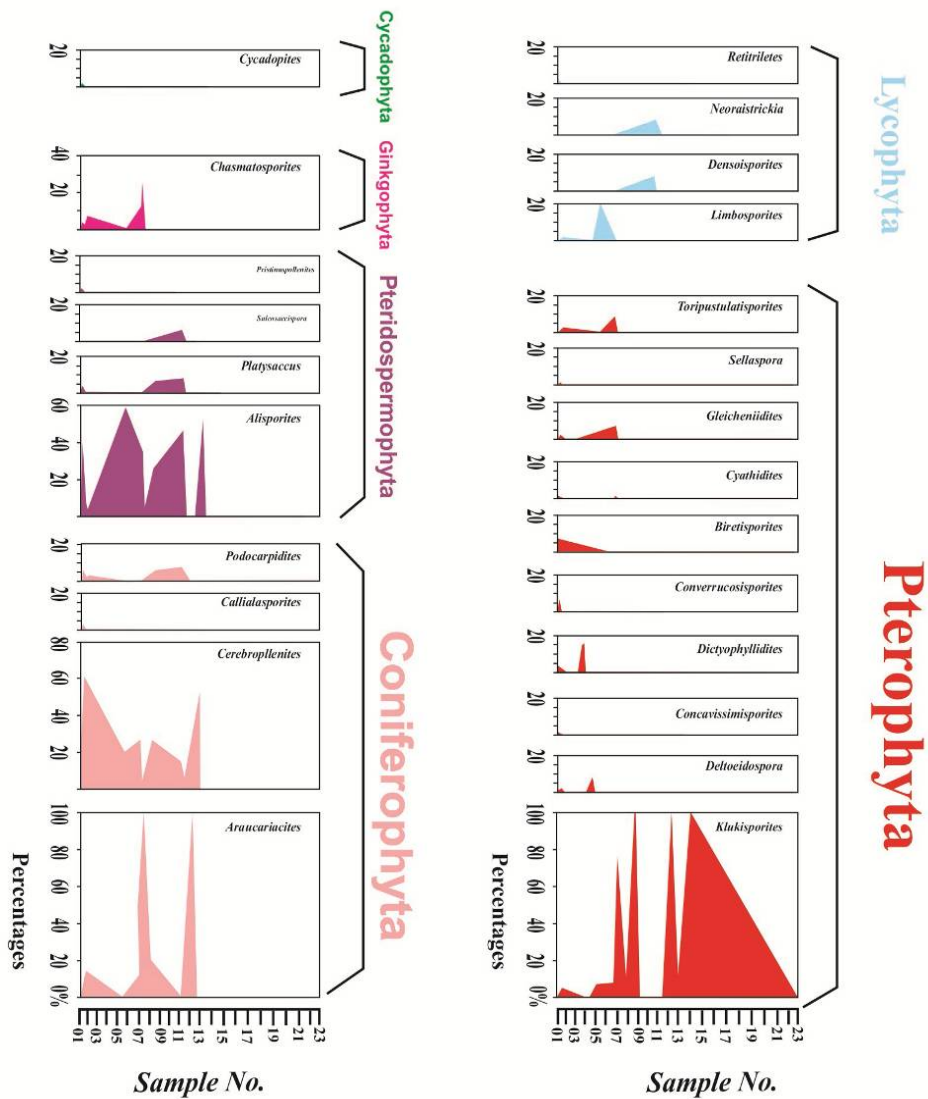 Cycadophyta
20
Cycadopites
Ginkgophyta
40
20
Chasmatosporites
Pteridospermophyta
20
Pristinuspollenites
20
Sulcosaccispora
20
Platysaccus
60
40
20
Alisporites
Coniferophyta
20
Podocarpidites
20
Callialasporites
80
60
40
20
Cerebropllenites
100
80
60
40
20
0%
Araucariacites
Percentages
01
03
05
07
09
11
13
15
17
19
21
23
Sample No.
Lycophyta
20
Retitriletes
20
Neoraistrickia
20
Densoisporites
20
Limbosporites
Pterophyta
20
Toripustulatisporites
20
Sellaspora
20
Gleicheniidites
20
Cyathidites
20
Biretisporites
20
Converrucosisporites
20
Dictyophyllidites
20
Concavissimisporites
20
Deltoeidospora
100
80
60
40
20
0%
Klukisporites
Percentages
01
03
05
07
09
11
13
15
17
19
21
23
Sample No.